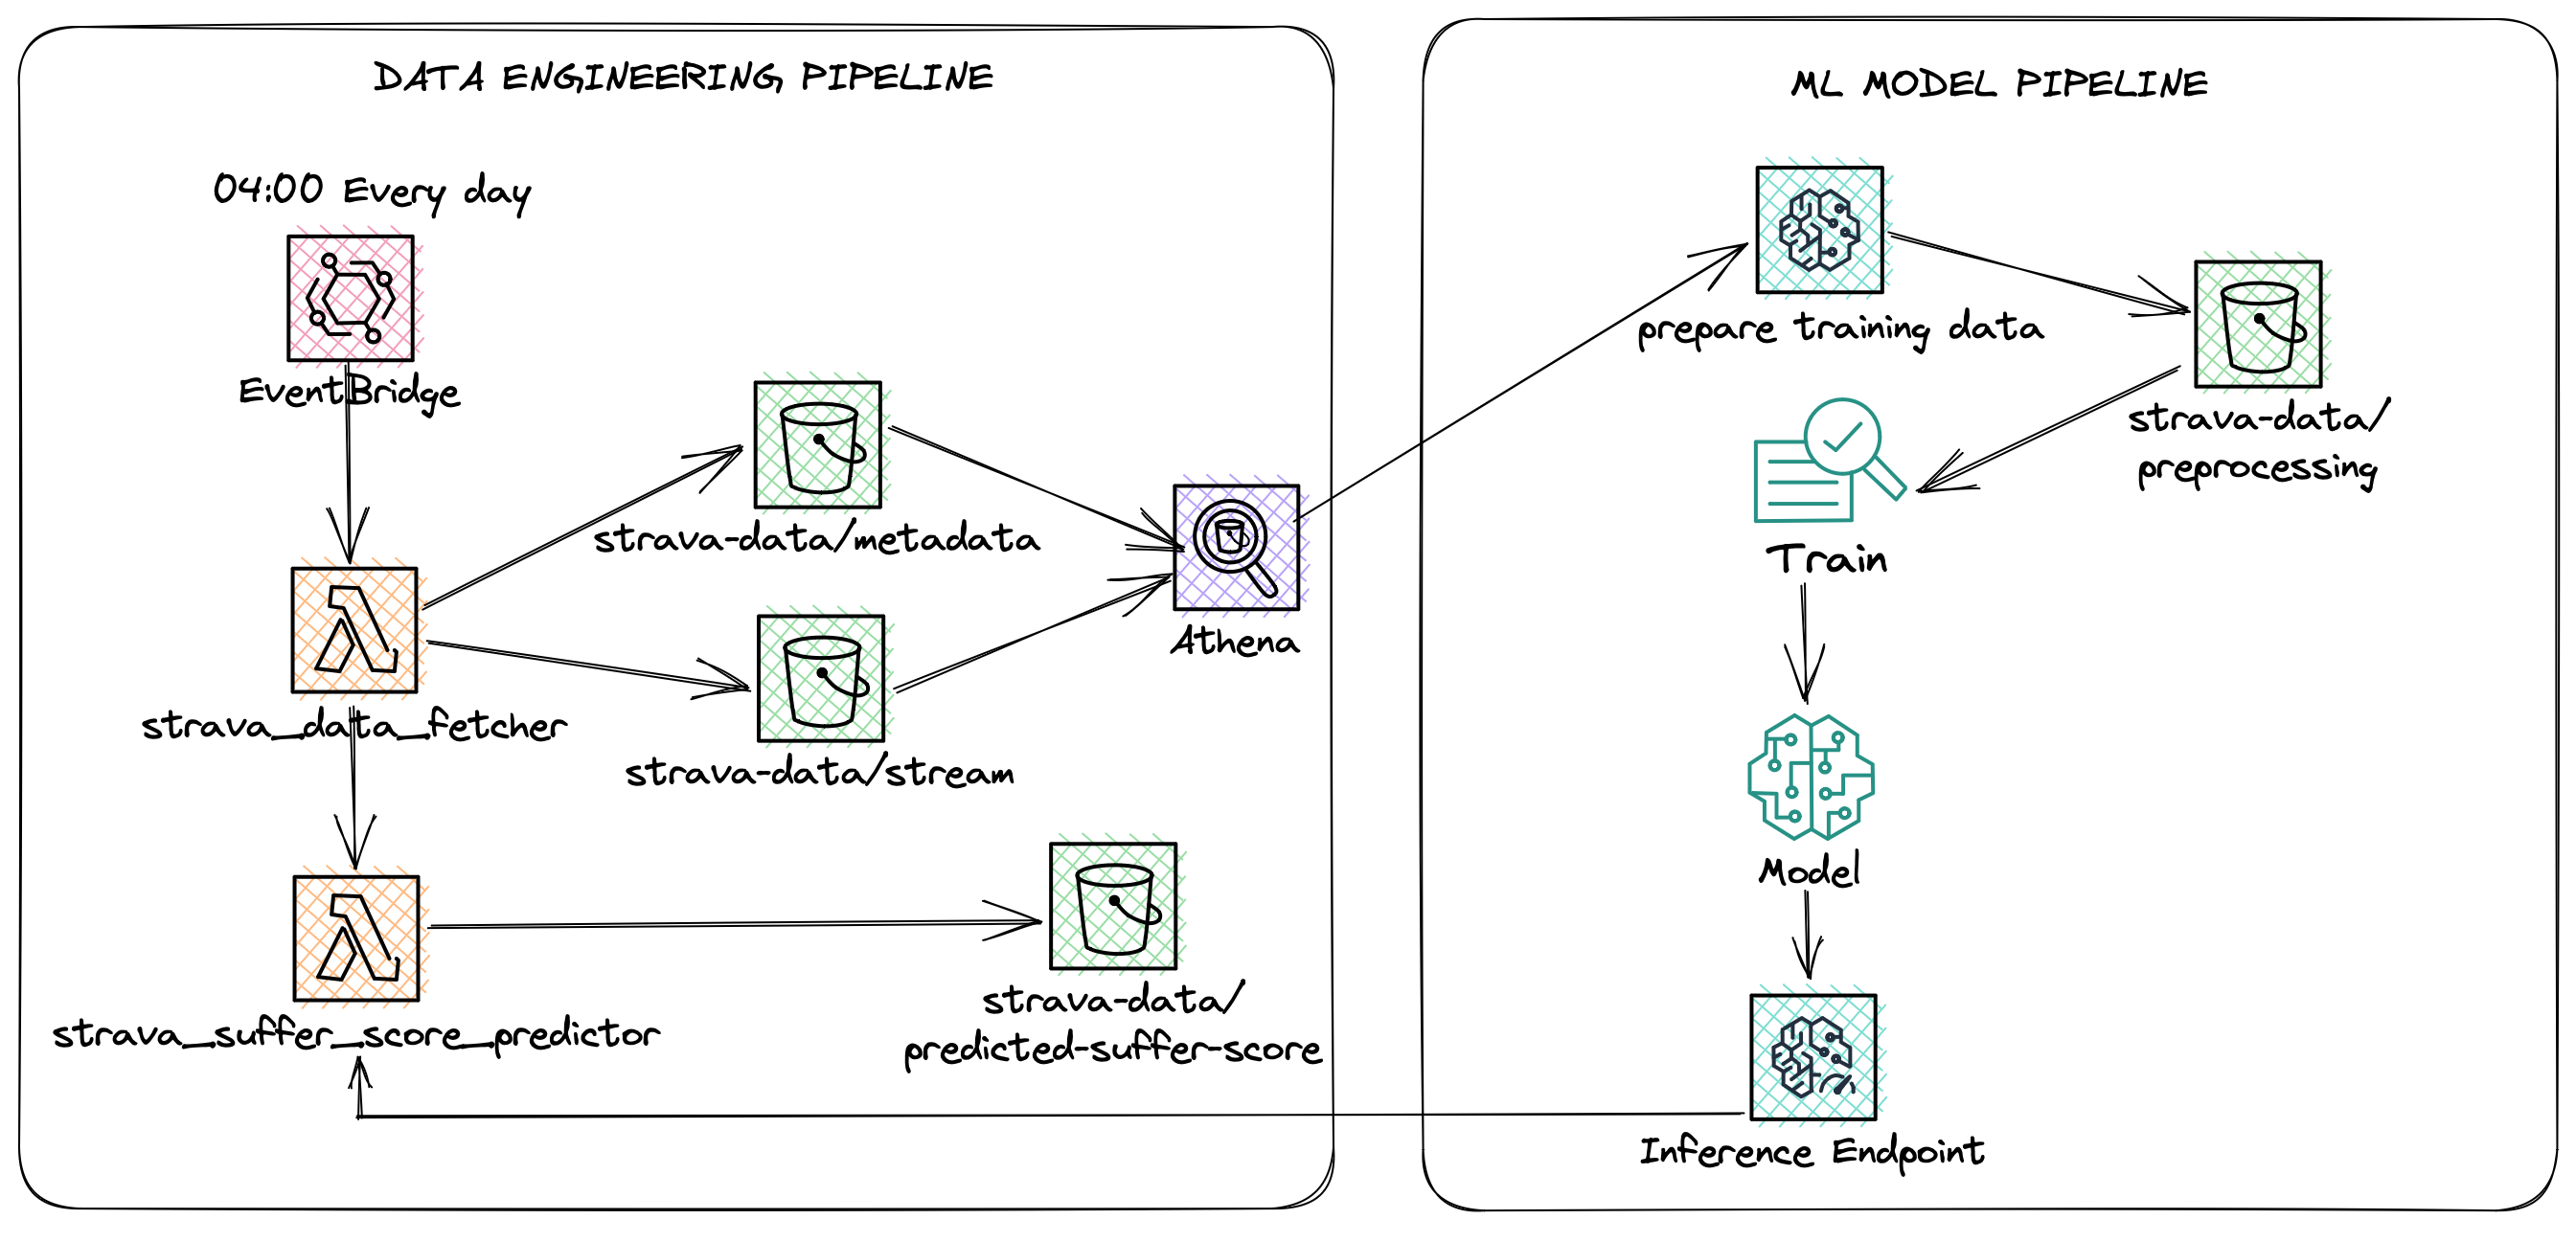 DATA ENGINEERING PIPELINE
04:00 Every day
EventBridge
strava-data/metadata
Athena
strava_data_fetcher
strava-data/stream
strava_suffer_score_predictor
strava-data/
predicted-suffer-score
ML MODEL PIPELINE
prepare training data
strava-data/
preprocessing
Train
Model
Inference Endpoint